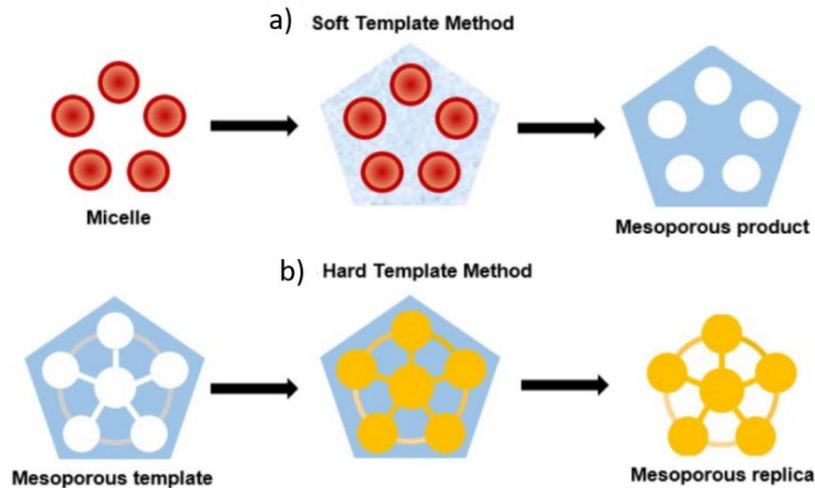 a) Soft Template Method
Micelle
Mesoporous product
b) Hard Template Method
Mesoporous template
Mesoporous replica